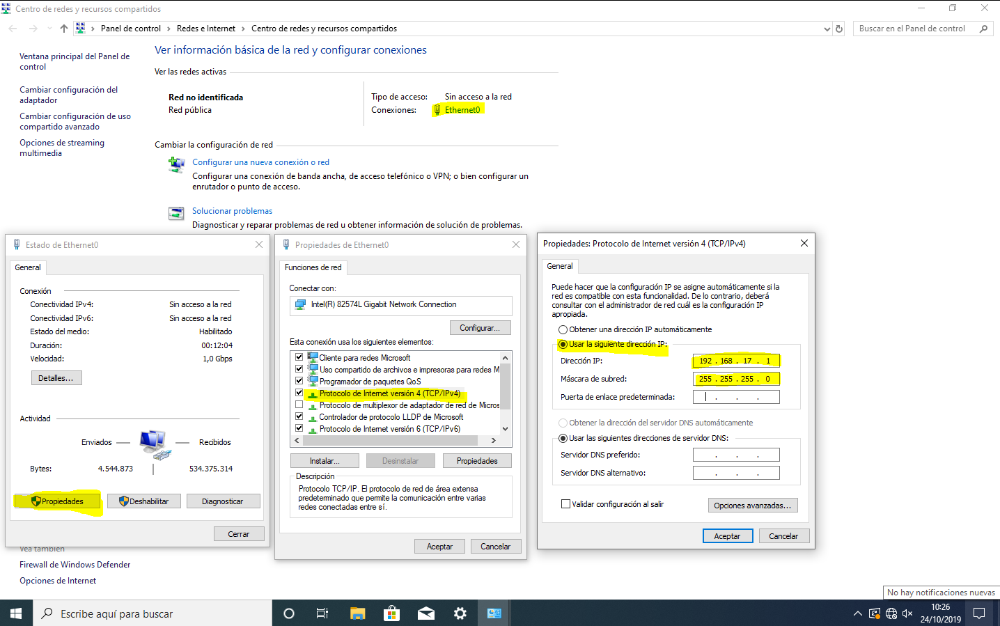 Centro de redes y recursos compartidos
Panel de control > Redes e Internet > Centro de redes y recursos compartidos
Buscar en el Panel de control
Ventana principal del Panel de
control
Cambiar configuración del
adaptador
Cambiar configuración de uso
compartido avanzado
Opciones de streaming
multimedia
Ver información básica de la red y configurar conexiones
Ver las redes activas
Red no identificada
Red pública
Tipo de acceso: Sin acceso a la red
Conexiones: Ethernet0
Cambiar la configuración de red
Configurar una nueva conexión o red
Configurar una conexión de banda ancha, de acceso telefónico o VPN; o bien configurar un
enrutador o punto de acceso.
Solucionar problemas
Diagnosticar y reparar problemas de red u obtener información de solución de problemas.
Estado de Ethernet0
General
Conexión
Conectividad IPv4: Sin acceso a la red
Conectividad IPv6: Sin acceso a la red
Estado del medio: Habilitado
Duración: 00:12:04
Velocidad: 1,0 Gbps
Detalles...
Actividad
Enviados — Recibidos
Bytes: 4.544.873 534.375.314
Propiedades
Deshabilitar
Diagnosticar
Cerrar
Propiedades de Ethernet0
Funciones de red
Conectar con:
Intel(R) 82574L Gigabit Network Connection
Configurar...
Esta conexión usa los siguientes elementos:
Cliente para redes Microsoft
Uso compartido de archivos e impresoras para redes M
Programador de paquetes QoS
Protocolo de Internet versión 4 (TCP/IPv4)
Protocolo de multiplexor de adaptador de red de Micros
Controlador de protocolo LLDP de Microsoft
Protocolo de Internet versión 6 (TCP/IPv6)
Instalar...
Desinstalar
Propiedades
Descripción
Protocolo TCP/IP. El protocolo de red de área extensa
predeterminado que permite la comunicación entre varias
redes conectadas entre sí.
Aceptar
Cancelar
Propiedades: Protocolo de Internet versión 4 (TCP/IPv4)
General
Puede hacer que la configuración IP se asigne automáticamente si la
red es compatible con esta funcionalidad. De lo contrario, deberá
consultar con el administrador de red cuál es la configuración IP
apropiada.
Obtener una dirección IP automáticamente
Usar la siguiente dirección IP:
Dirección IP: 192 . 168 . 17 . 1
Máscara de subred: 255 . 255 . 255 . 0
Puerta de enlace predeterminada: . . .
Obtener la dirección del servidor DNS automáticamente
Usar las siguientes direcciones de servidor DNS:
Servidor DNS preferido: . . .
Servidor DNS alternativo: . . .
Validar configuración al salir
Opciones avanzadas...
Aceptar
Cancelar
Vea también
Firewall de Windows Defender
Opciones de Internet
No hay notificaciones nuevas
Escribe aquí para buscar
10:26
24/10/2019